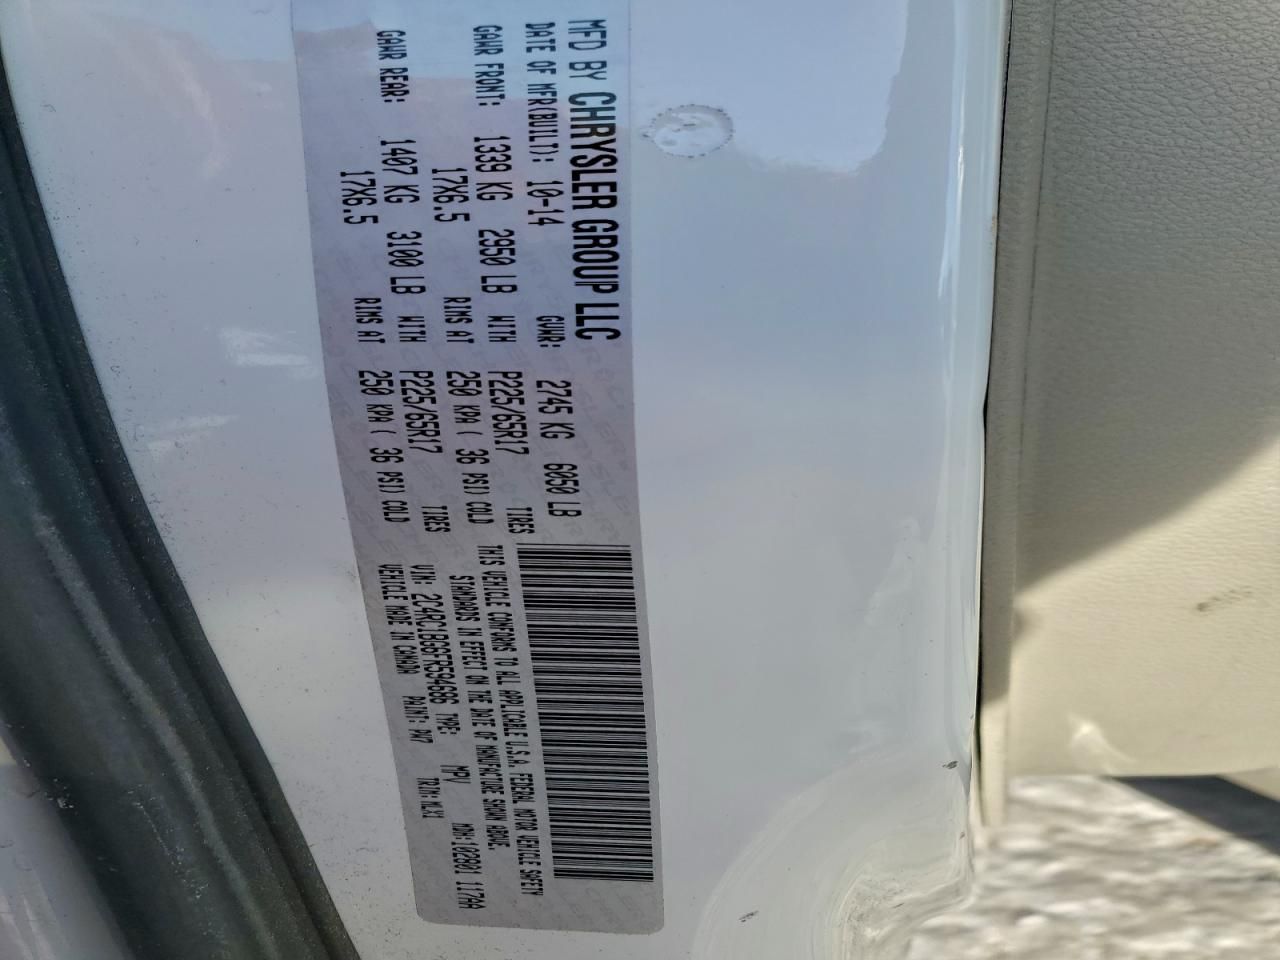 MFD BY CHRYSLER GROUP LLC
DATE OF MFR(BUILT): 10-14 GVWR: 2745 KG 6050 LB
GAWR FRONT: 1339 KG 2950 LB WITH P225/65R17 TIRES
17X6.5 RIMS AT 250 KPA ( 36 PSI) COLD
GAWR REAR: 1407 KG 3100 LB WITH P225/65R17 TIRES
17X6.5 RIMS AT 250 KPA ( 36 PSI) COLD
THIS VEHICLE CONFORMS TO ALL APPLICABLE U.S.A. FEDERAL MOTOR VEHICLE SAFETY
STANDARDS IN EFFECT ON THE DATE OF MANUFACTURE SHOWN ABOVE.
VIN: 2C4RC1BG6FR594686 TYPE: MPV MDH:102801 117AA
VEHICLE MADE IN CANADA PAINT: PW7 TRIM: